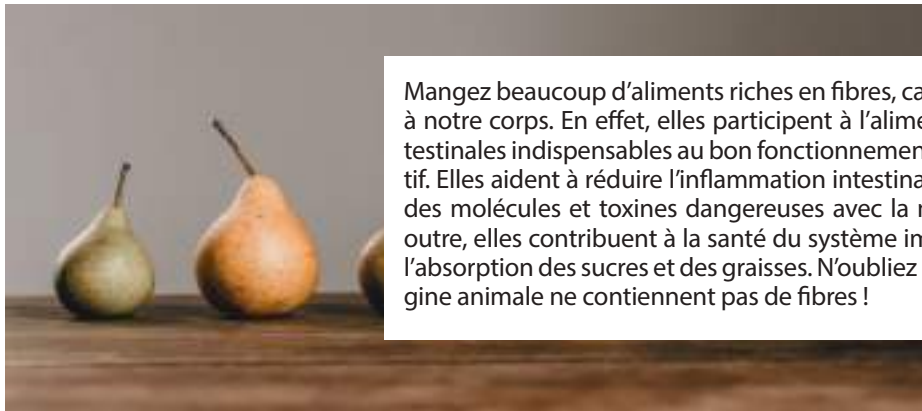 Mangez beaucoup d’aliments riches en fibres, ca
à notre corps. En effet, elles participent à l’alime
testinales indispensables au bon fonctionnemen
tif. Elles aident à réduire l’inflammation intestina
des molécules et toxines dangereuses avec la
outre, elles contribuent à la santé du système im
l’absorption des sucres et des graisses. N’oubliez
gine animale ne contiennent pas de fibres !